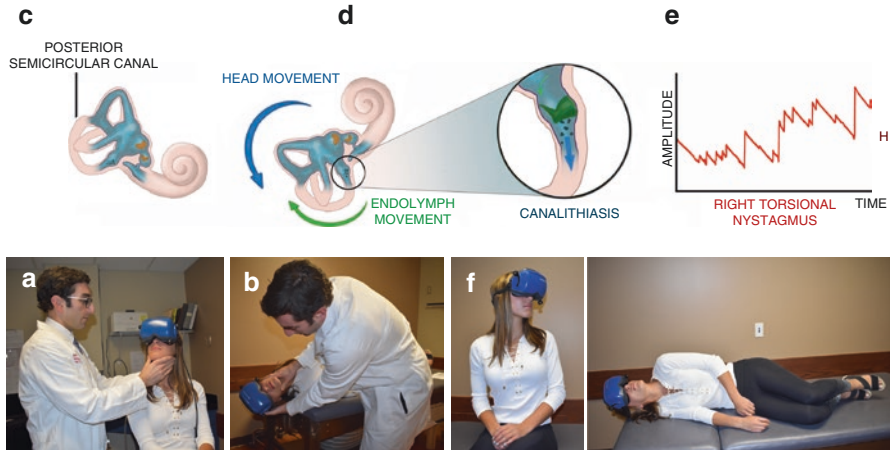 c
d
e
POSTERIOR
SEMICIRCULAR CANAL
HEAD MOVEMENT
ENDOLYMPH
MOVEMENT
CANALITHIASIS
AMPLITUDE
H
RIGHT TORSIONAL
NYSTAGMUS
TIME
a
b
f